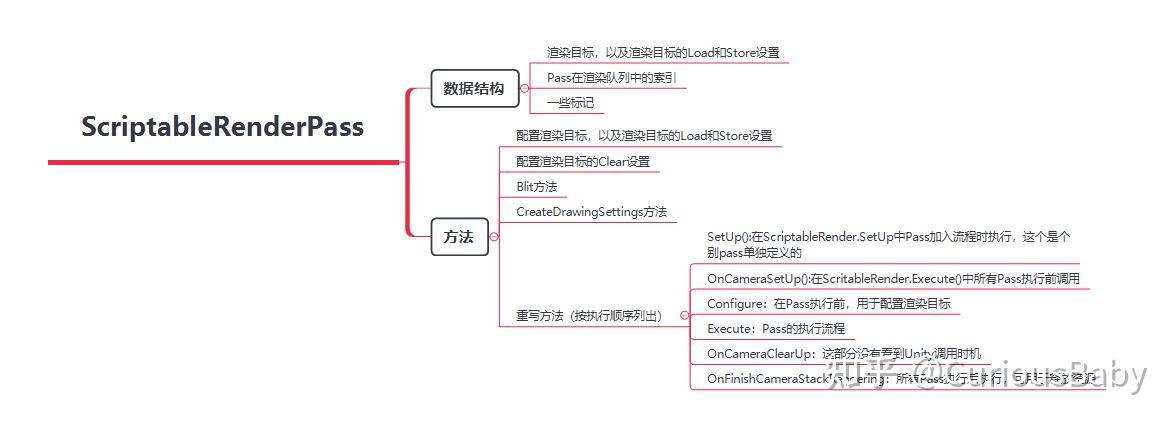 ScriptableRenderPass
数据结构
渲染目标，以及渲染目标的Load和Store设置
Pass在渲染队列中的索引
一些标记
方法
配置渲染目标，以及渲染目标的Load和Store设置
配置渲染目标的Clear设置
Blit方法
CreateDrawingSettings方法
重写方法（按执行顺序列出）
SetUp():在ScriptableRender.SetUp中Pass加入流程时执行，这个是个
别pass单独定义的
OnCameraSetUp():在ScritableRender.Execute()中所有Pass执行前调用
Configure：在Pass执行前，用于配置渲染目标
Execute：Pass的执行流程
OnCameraClearUp：这部分没有看到Unity调用时机
OnFinishCameraStackRendering：所有Pass执行后执行，
知乎 @CuriousBaby